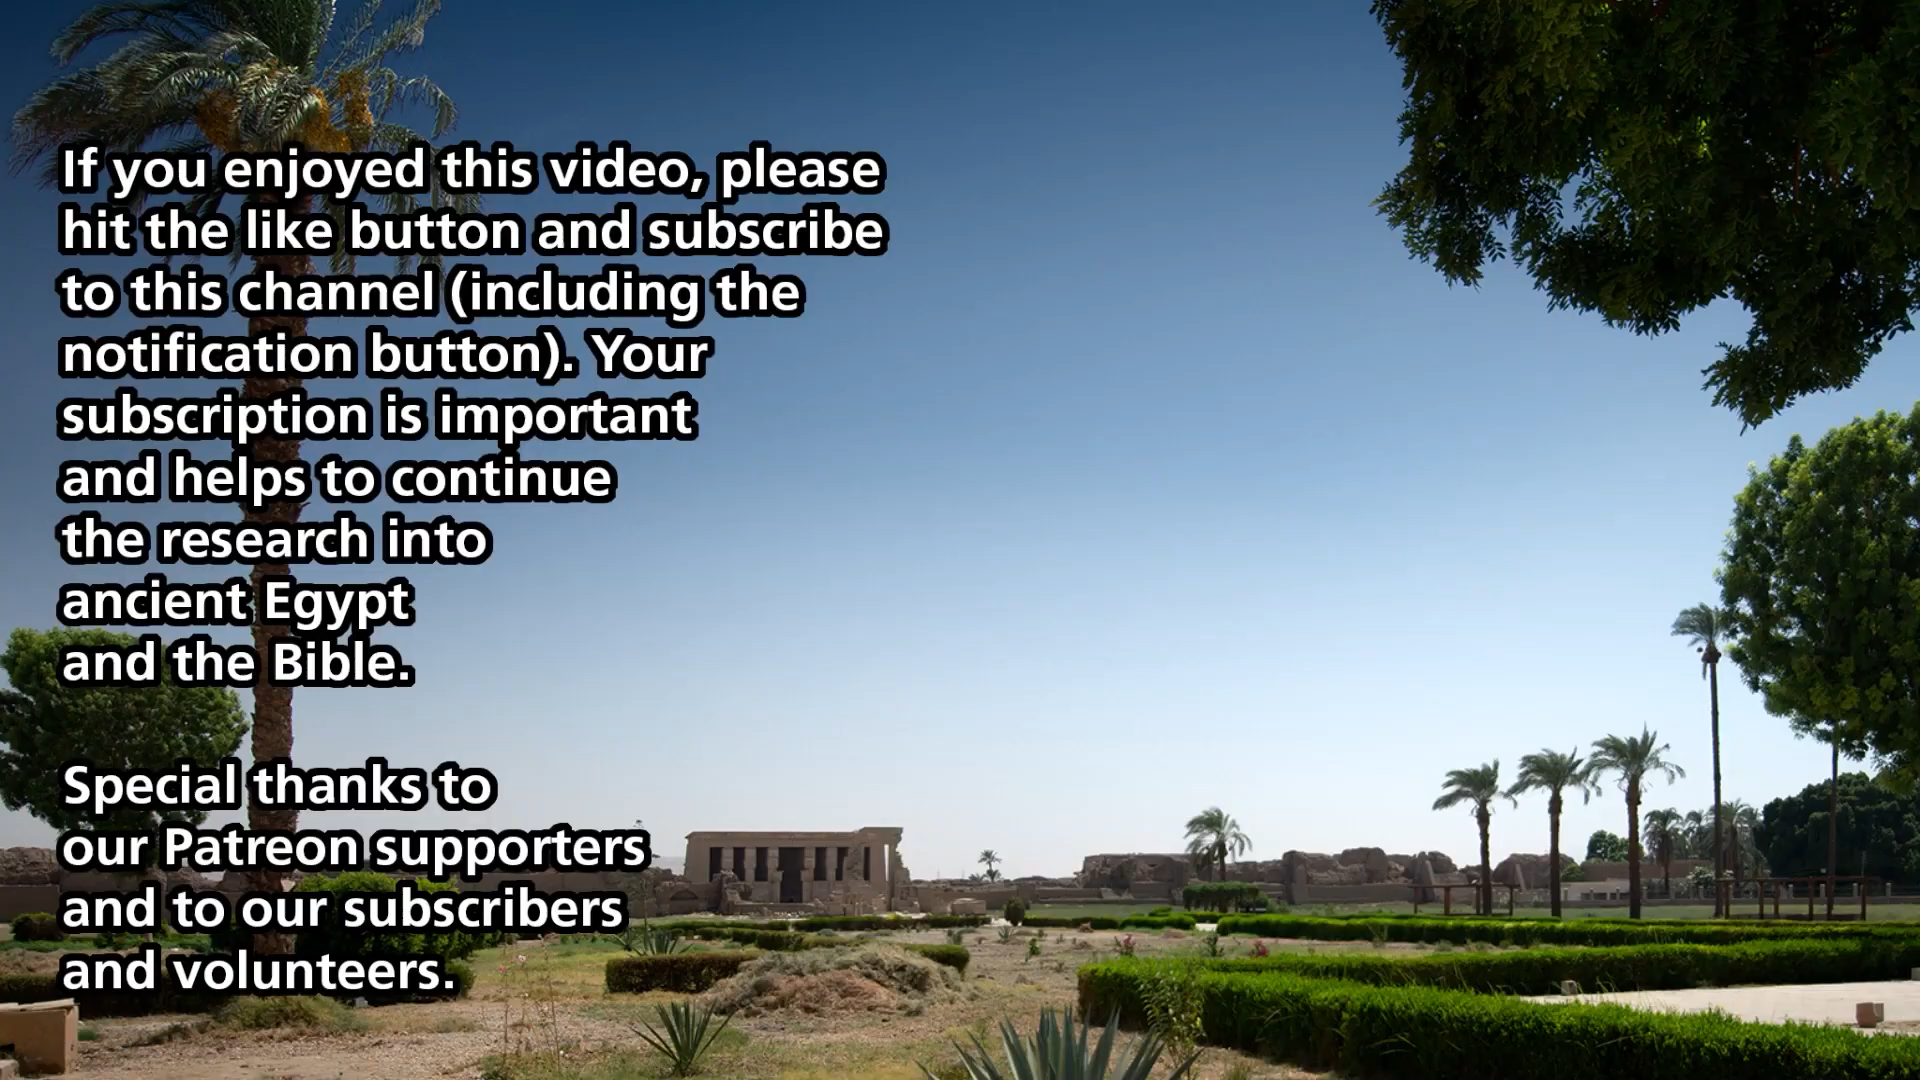 If you enjoyed this video, please
hit the like button and subscribe
to this channel (including the
notification button). Your
subscription is important
and helps to continue
the research into
ancient Egypt
and the Bible.
Special thanks to
our Patreon supporters
and to our subscribers
and volunteers.